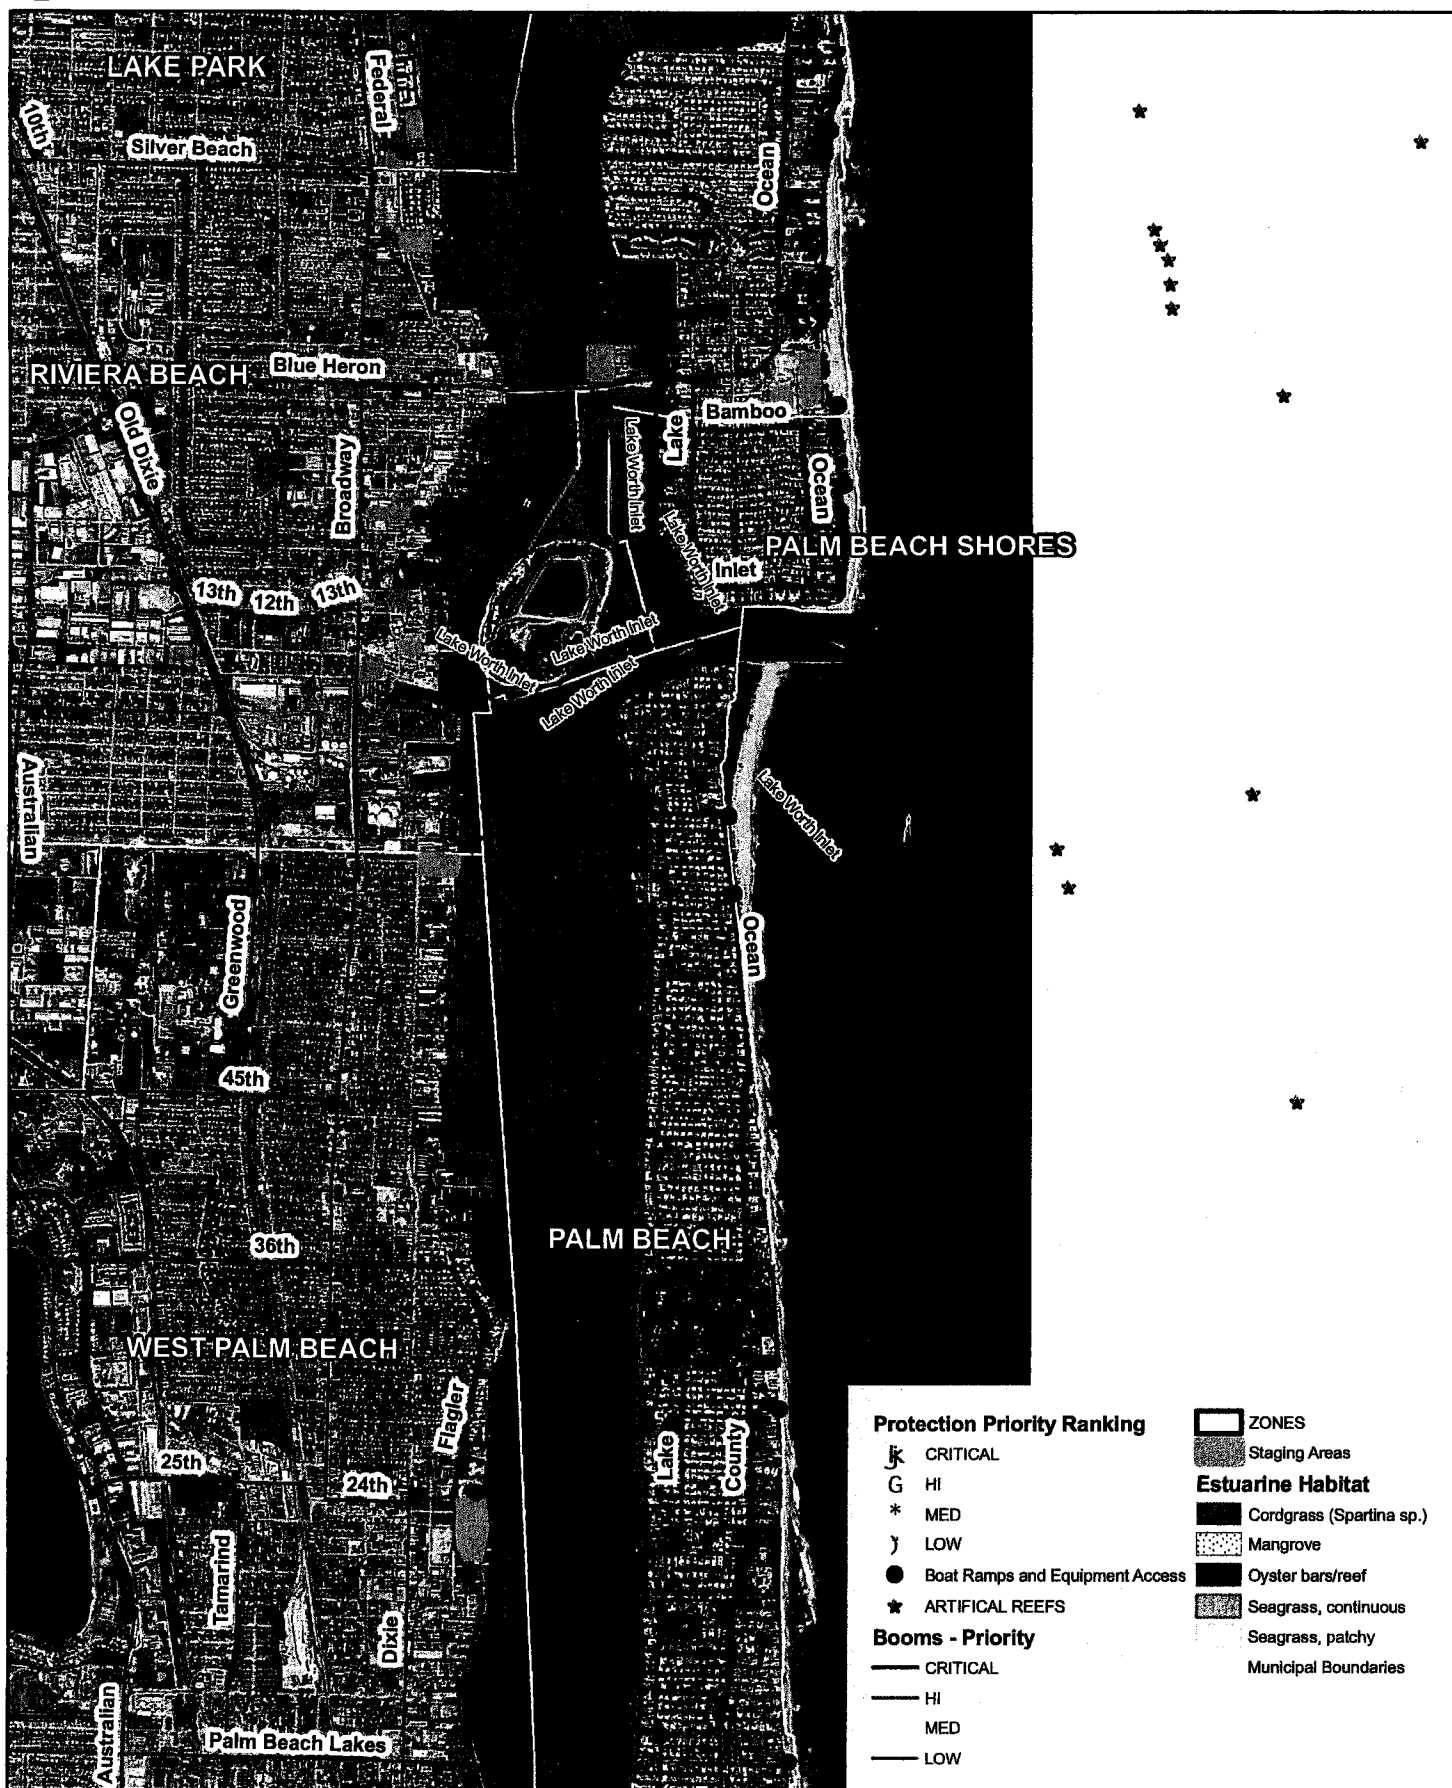 LAKE PARK
Federal
10th
Silver Beach
Ocean
Blue Heron
RIVIERA BEACH
Old Dixie
Broadway
Lake
Bamboo
Lake Worth Inlet
Ocean
Lake Worth Inlet
PALM BEACH SHORES
Inlet
13th
12th
13th
Lake Worth Inlet
Lake Worth Inlet
Lake Worth Inlet
Australian
Lake Worth Inlet
Greenwood
Ocean
45th
36th
PALM BEACH
WEST PALM BEACH
Flagler
Lake
County
25th
24th
Tamarind
Dixie
Australian
Palm Beach Lakes
Protection Priority Ranking
CRITICAL
G HI
* MED
LOW
Boat Ramps and Equipment Access
ARTIFICAL REEFS
Booms - Priority
CRITICAL
HI
MED
LOW
ZONES
Staging Areas
Estuarine Habitat
Cordgrass (Spartina sp.)
Mangrove
Oyster bars/reef
Seagrass, continuous
Seagrass, patchy
Municipal Boundaries